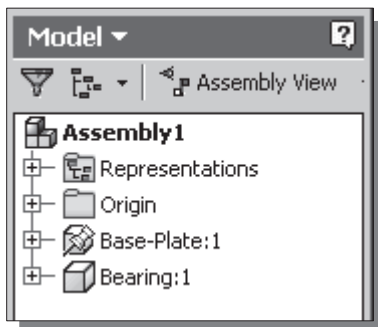 Model
?
Assembly View
Assembly1
Representations
Origin
Base-Plate:1
Bearing:1